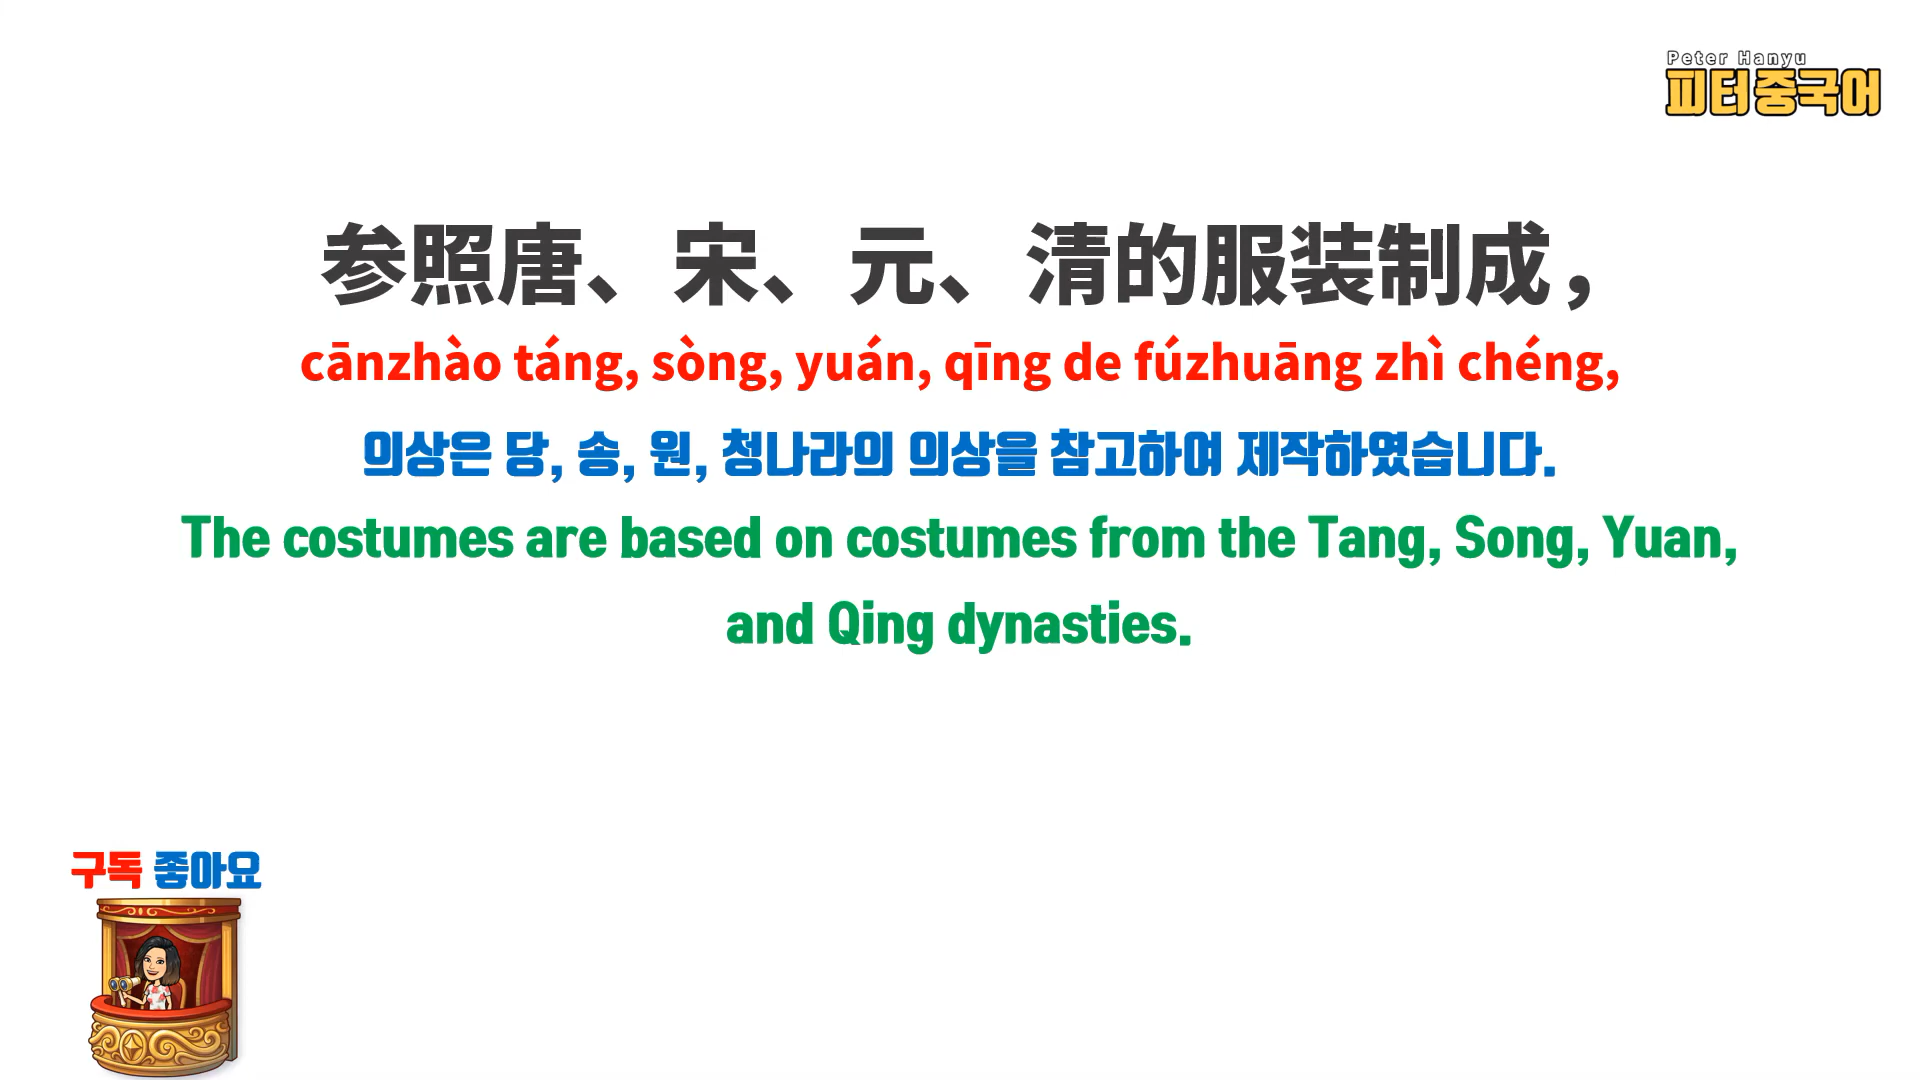 Peter Hanyu
피터 중국어
参照唐、宋、元、清的服装制成，
cānzhào táng, sòng, yuán, qīng de fúzhuāng zhì chéng,
의상은 당, 송, 원, 청나라의 의상을 참고하여 제작하였습니다.
The costumes are based on costumes from the Tang, Song, Yuan,
and Qing dynasties.
구독 좋아요